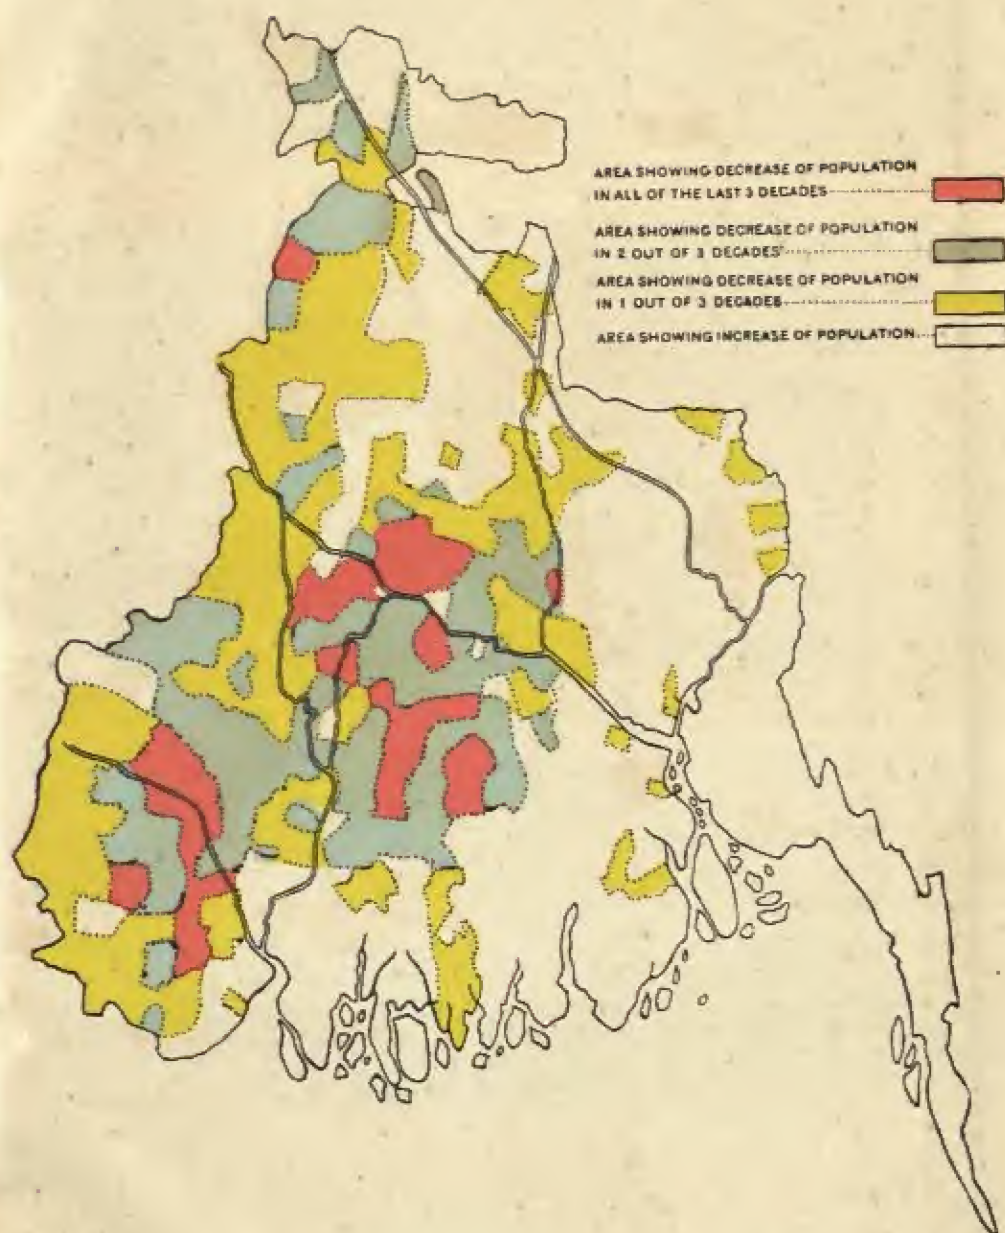 AREA SHOWING DECREASE OF POPULATION
IN ALL OF THE LAST 3 DECADES
AREA SHOWING DECREASE OF POPULATION
IN 2 OUT OF 3 DECADES
AREA SHOWING DECREASE OF POPULATION
IN 1 OUT OF 3 DECADES
AREA SHOWING INCREASE OF POPULATION